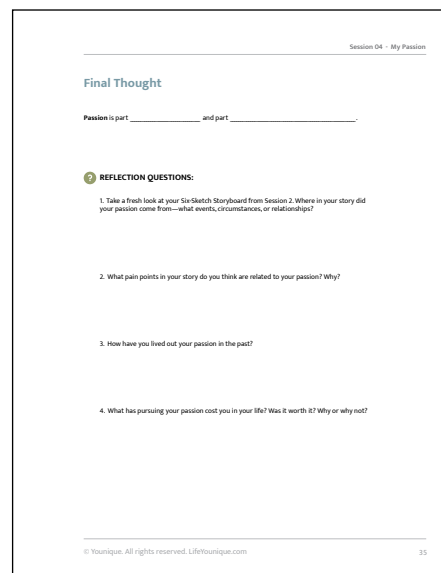 Session 04 · My Passion
Final Thought
Passion is part ____________________ and part ____________________________________.
? REFLECTION QUESTIONS:
1. Take a fresh look at your Six-Sketch Storyboard from Session 2. Where in your story did
your passion come from—what events, circumstances, or relationships?
2. What pain points in your story do you think are related to your passion? Why?
3. How have you lived out your passion in the past?
4. What has pursuing your passion cost you in your life? Was it worth it? Why or why not?
© Younique. All rights reserved. LifeYounique.com
35